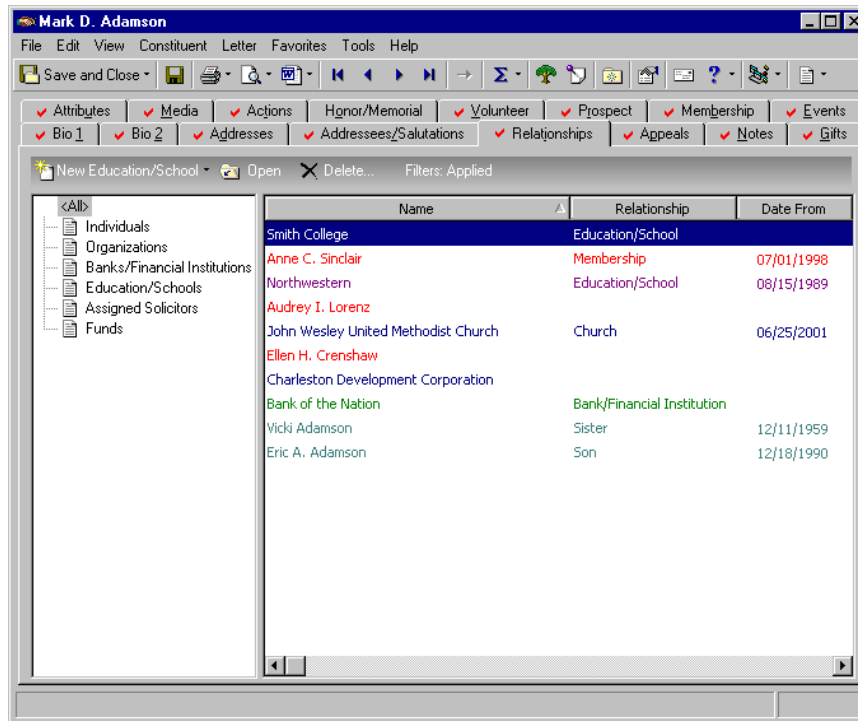 Mark D. Adamson
File Edit View Constituent Letter Favorites Tools Help
Save and Close
Attributes Media Actions Honor/Memorial Volunteer Prospect Membership Events
Bio 1 Bio 2 Addresses Addressees/Salutations Relationships Appeals Notes Gifts
New Education/School Open Delete... Filters: Applied
<All>
Individuals
Organizations
Banks/Financial Institutions
Education/Schools
Assigned Solicitors
Funds
Name Relationship Date From
Smith College Education/School
Anne C. Sinclair Membership 07/01/1998
Northwestern Education/School 08/15/1989
Audrey I. Lorenz
John Wesley United Methodist Church Church 06/25/2001
Ellen H. Crenshaw
Charleston Development Corporation
Bank of the Nation Bank/Financial Institution
Vicki Adamson Sister 12/11/1959
Eric A. Adamson Son 12/18/1990